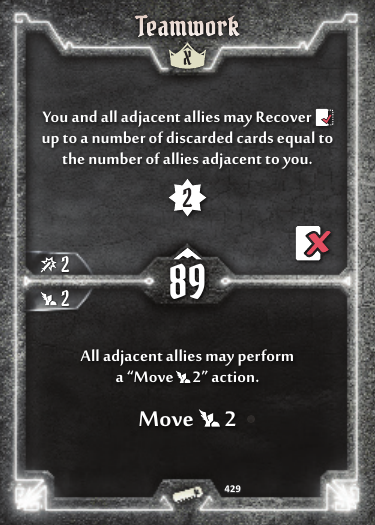 Teamwork
X
You and all adjacent allies may Recover
up to a number of discarded cards equal to
the number of allies adjacent to you.
2
2
89
2
All adjacent allies may perform
a “Move 2” action.
Move 2
429